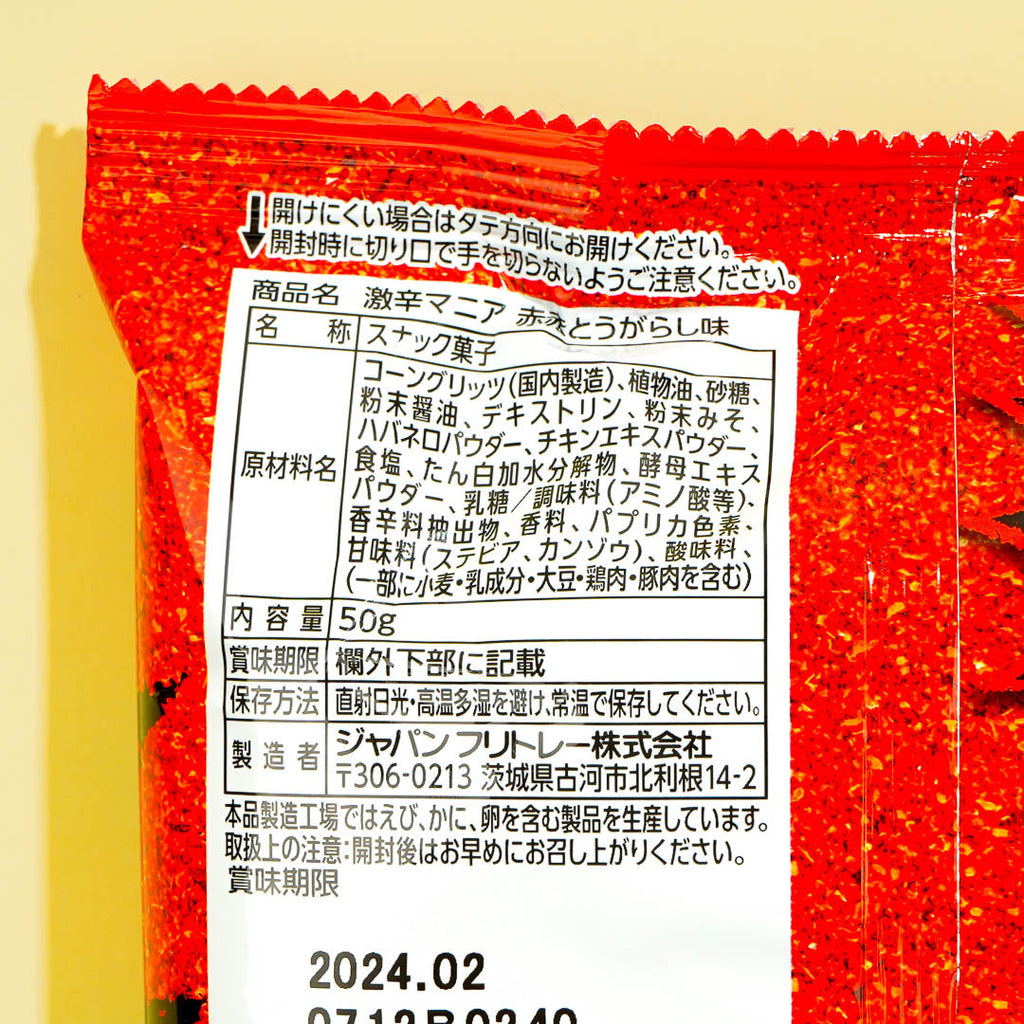 開けにくい場合はタテ方向にお開けください。
開封時に切り口で手を切らないようご注意ください。
商品名 激辛マニア 赤赤とうがらし味
名称 スナック菓子
原材料名 コーングリッツ(国内製造)、植物油、砂糖、
粉末醤油、デキストリン、粉末みそ、
ハバネロパウダー、チキンエキスパウダー、
食塩、たん白加水分解物、酵母エキス
パウダー、乳糖/調味料(アミノ酸等)、
香辛料抽出物、香料、パプリカ色素、
甘味料(ステビア、カンゾウ)、酸味料、
(一部に小麦・乳成分・大豆・鶏肉・豚肉を含む)
内容量 50g
賞味期限 欄外下部に記載
保存方法 直射日光・高温多湿を避け、常温で保存してください。
製造者 ジャパンフリトレー株式会社
〒306-0213 茨城県古河市北利根14-2
本品製造工場ではえび、かに、卵を含む製品を生産しています。
取扱上の注意:開封後はお早めにお召し上がりください。
賞味期限
2024.02